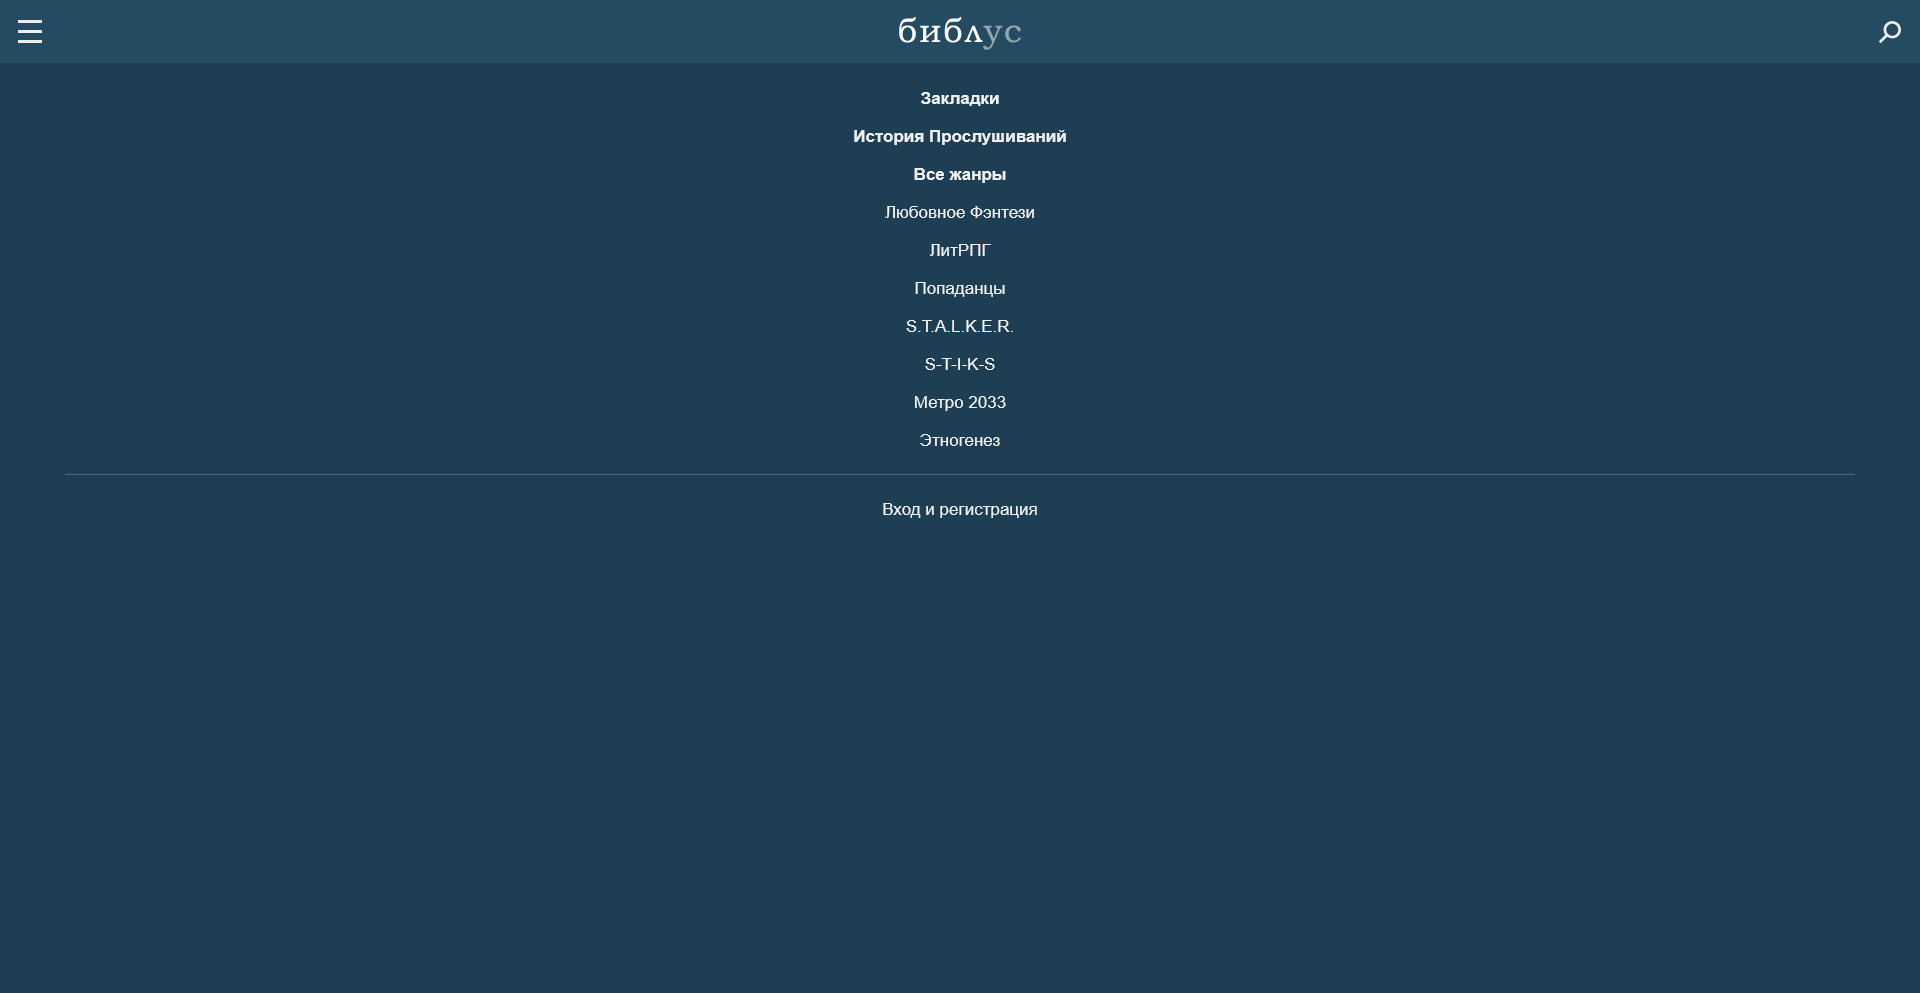 библус
Закладки
История Прослушиваний
Все жанры
Любовное Фэнтези
ЛитРПГ
Попаданцы
S.T.A.L.K.E.R.
S-T-I-K-S
Метро 2033
Этногенез
Вход и регистрация